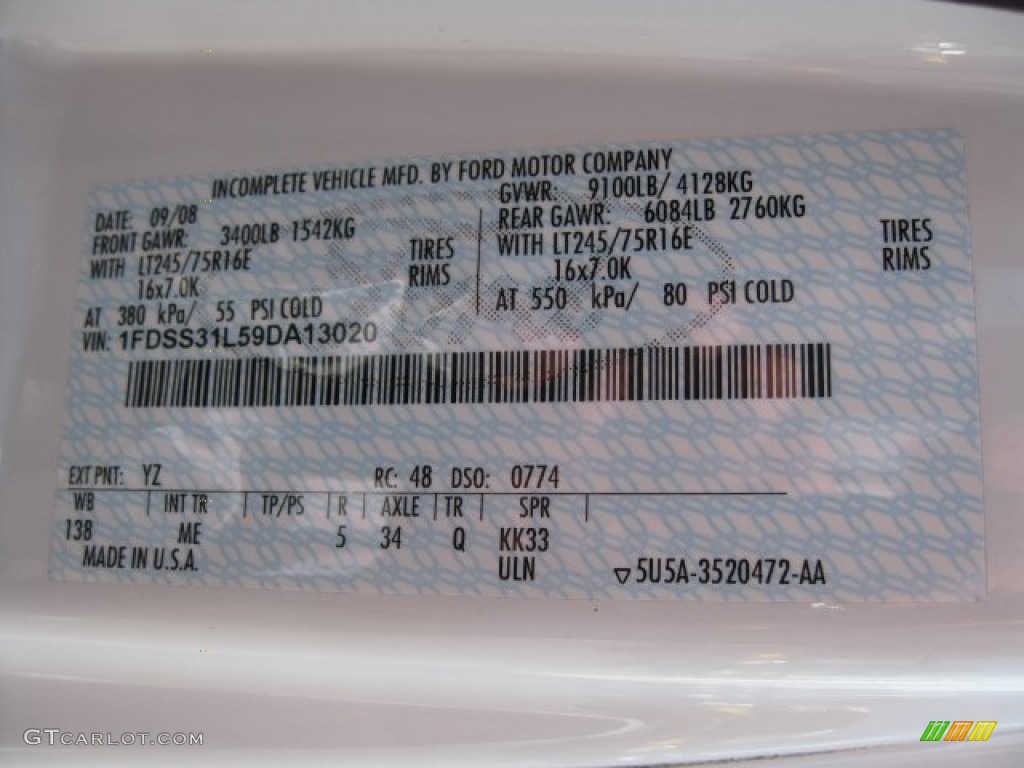 INCOMPLETE VEHICLE MFD. BY FORD MOTOR COMPANY
DATE: 09/08
GVWR: 9100LB/ 4128KG
FRONT GAWR: 3400LB 1542KG
REAR GAWR: 6084LB 2760KG
WITH LT245/75R16E TIRES
WITH LT245/75R16E TIRES
16x7.0K RIMS
16x7.0K RIMS
AT 380 kPa/ 55 PSI COLD
AT 550 kPa/ 80 PSI COLD
VIN: 1FDSS31L59DA13020
EXT PNT: YZ RC: 48 DSO: 0774
WB INT TR TP/PS R AXLE TR SPR
138 ME 5 34 Q KK33
MADE IN U.S.A. ULN ▽5U5A-3520472-AA
GTCARLOT.COM